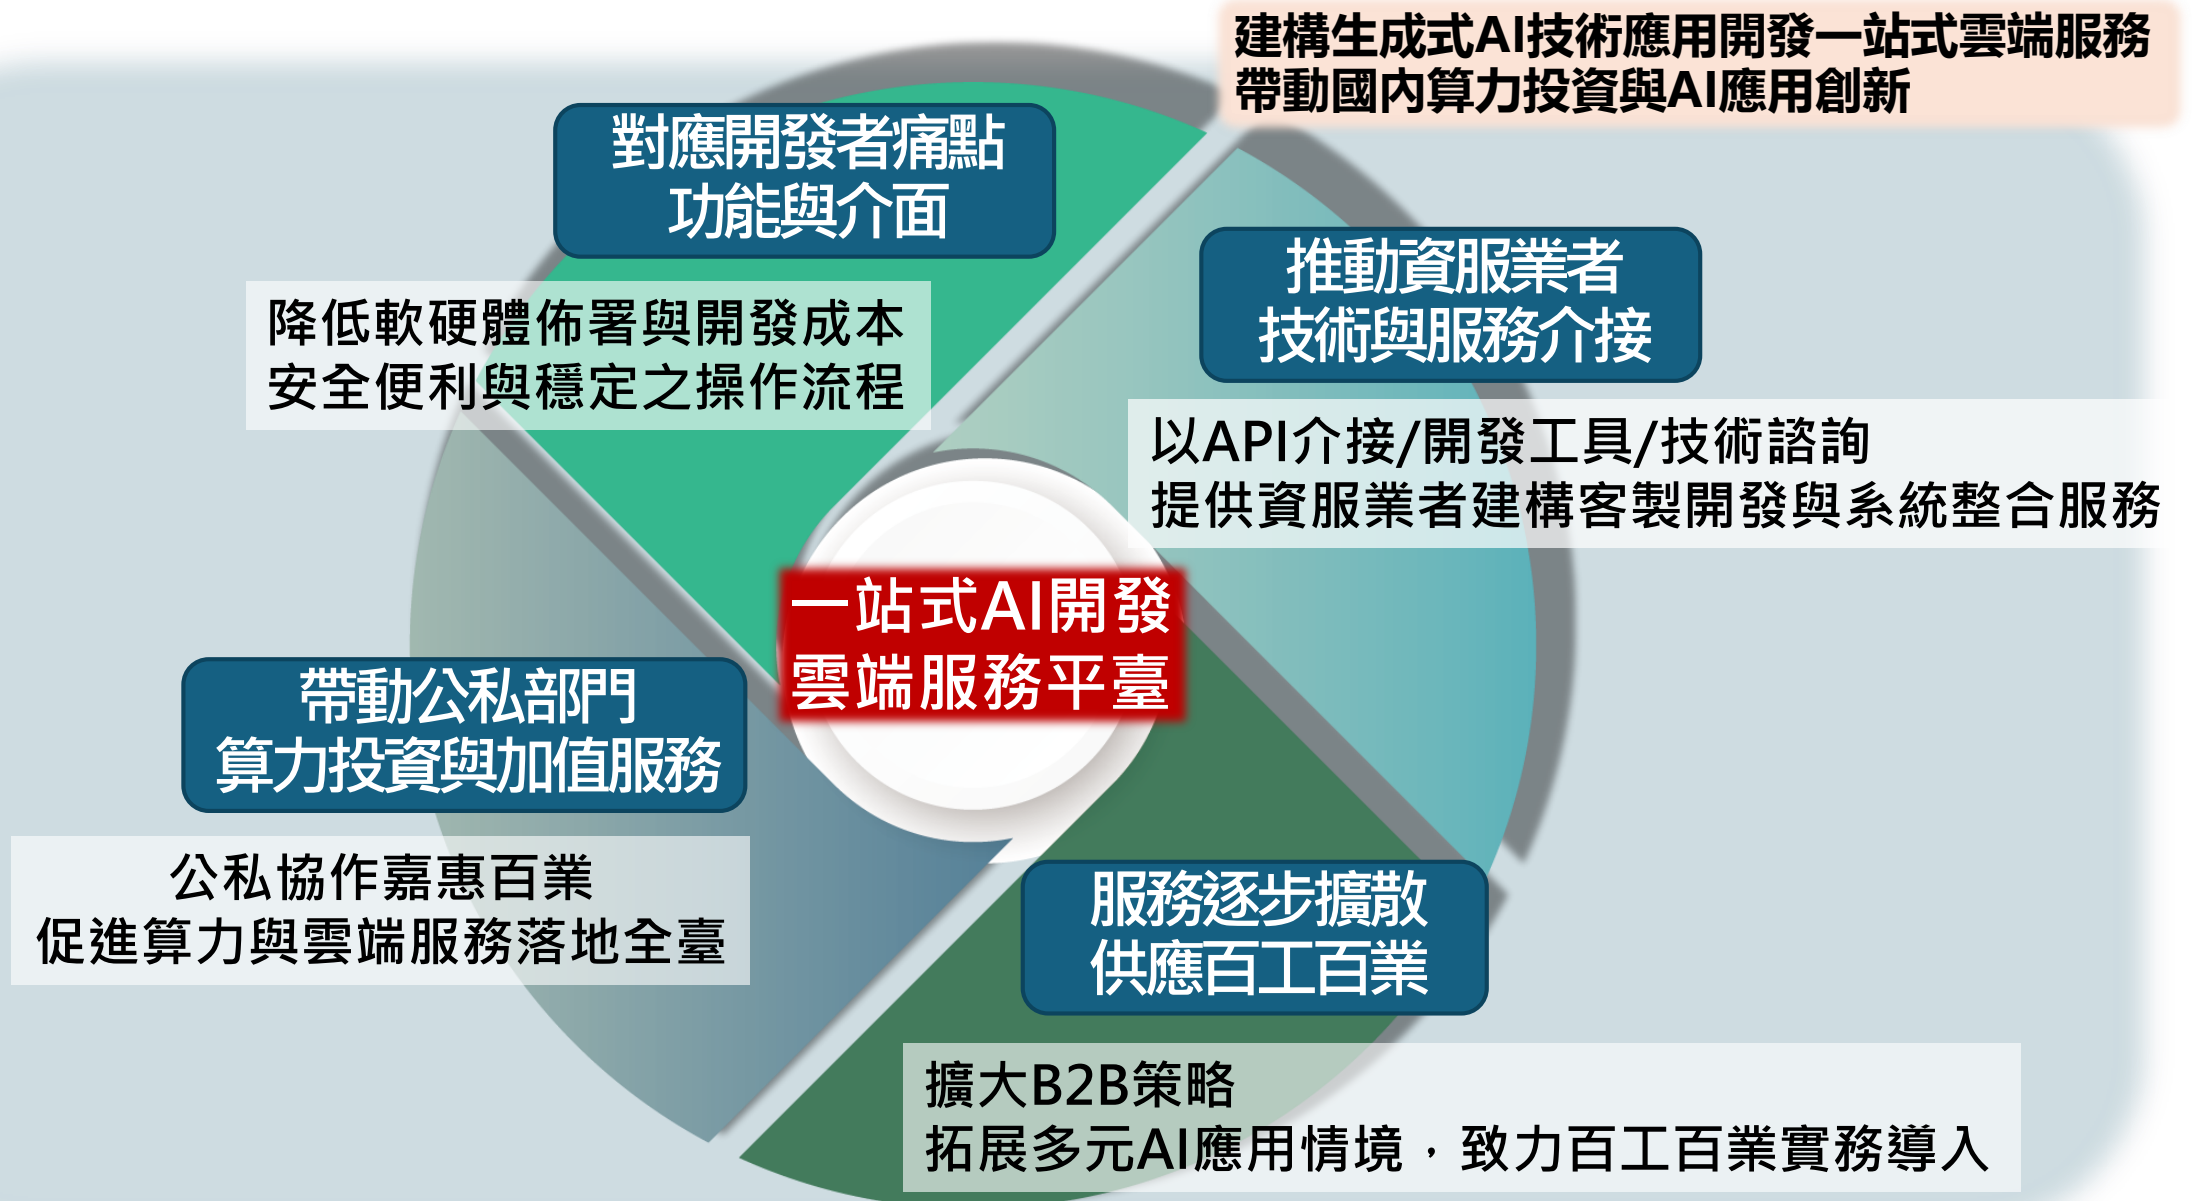 建構生成式AI技術應用開發一站式雲端服務
帶動國內算力投資與AI應用創新
對應開發者痛點
功能與介面
降低軟硬體佈署與開發成本
安全便利與穩定之操作流程
推動資服業者
技術與服務介接
以API介接/開發工具/技術諮詢
提供資服業者建構客製開發與系統整合服務
一站式AI開發
雲端服務平臺
帶動公私部門
算力投資與加值服務
公私協作嘉惠百業
促進算力與雲端服務落地全臺
服務逐步擴散
供應百工百業
擴大B2B策略
拓展多元AI應用情境，致力百工百業實務導入